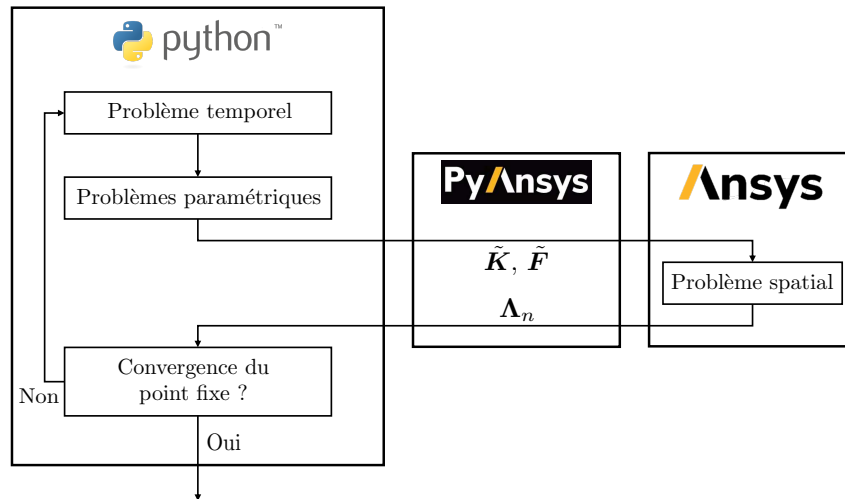 python™
Problème temporel
Problèmes paramétriques
PyAnsys
Ansys
K̃, F̃
Problème spatial
Λₙ
Convergence du
point fixe ?
Non
Oui